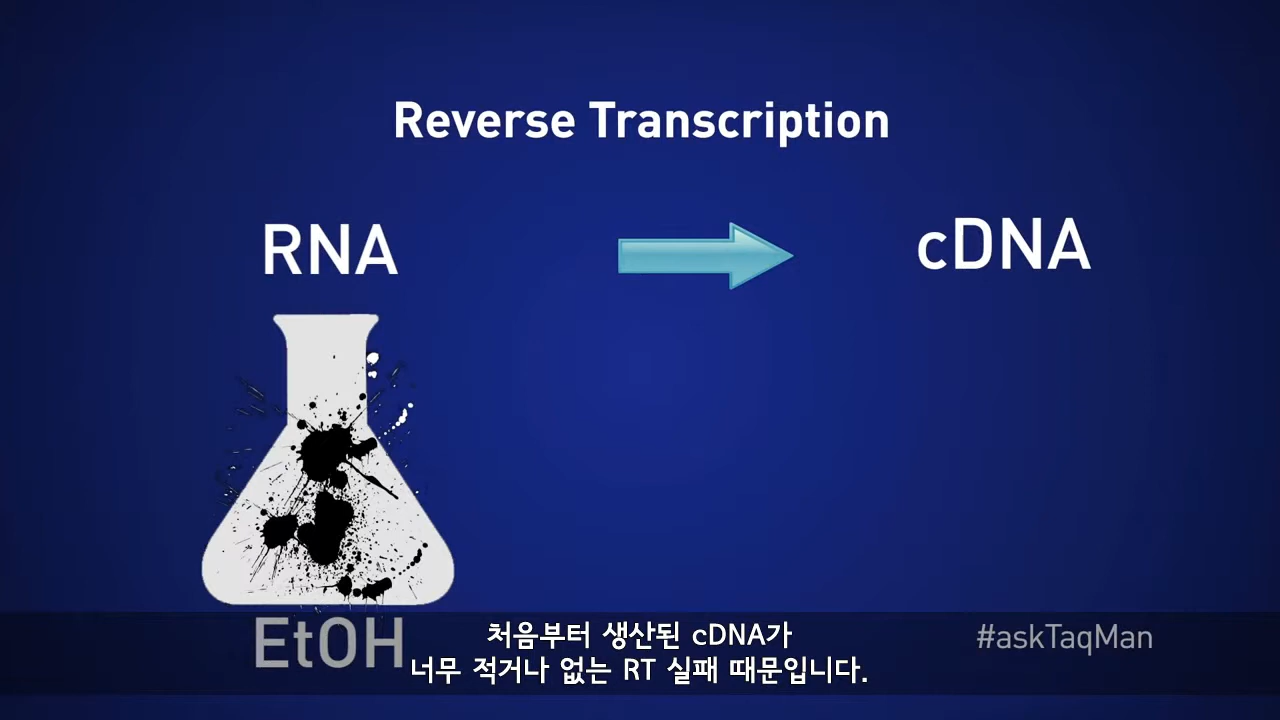 Reverse Transcription
RNA
cDNA
EtOH
#askTaqMan
처음부터 생산된 cDNA가
너무 적거나 없는 RT 실패 때문입니다.